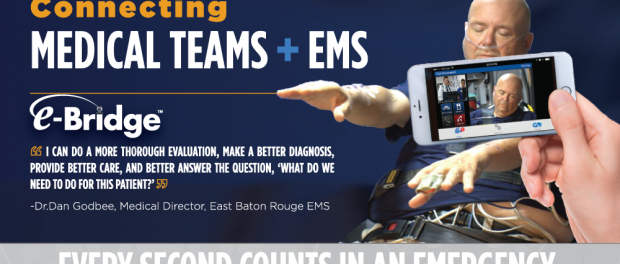 Connecting
MEDICAL TEAMS + EMS
e-Bridge™
“ I CAN DO A MORE THOROUGH EVALUATION, MAKE A BETTER DIAGNOSIS,
PROVIDE BETTER CARE, AND BETTER ANSWER THE QUESTION, ‘WHAT DO WE
NEED TO DO FOR THIS PATIENT?’ ”
-Dr.Dan Godbee, Medical Director, East Baton Rouge EMS
EVERY SECOND COUNTS IN AN EMERGENCY